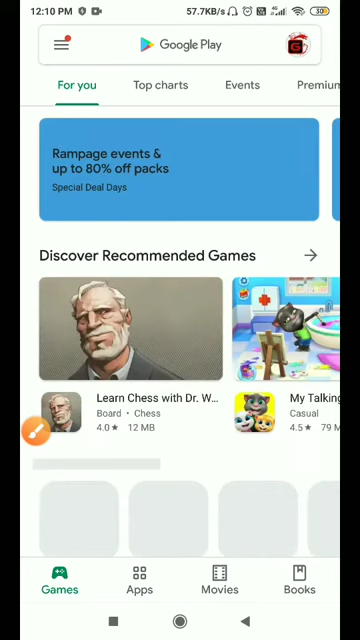 12:10 PM
57.7KB/s
4G
30
Google Play
G
For you
Top charts
Events
Premium
Rampage events &
up to 80% off packs
Special Deal Days
Discover Recommended Games
Learn Chess with Dr. W...
Board • Chess
4.0★ 12 MB
My Talking
Casual
4.5★ 79 M
Games
Apps
Movies
Books